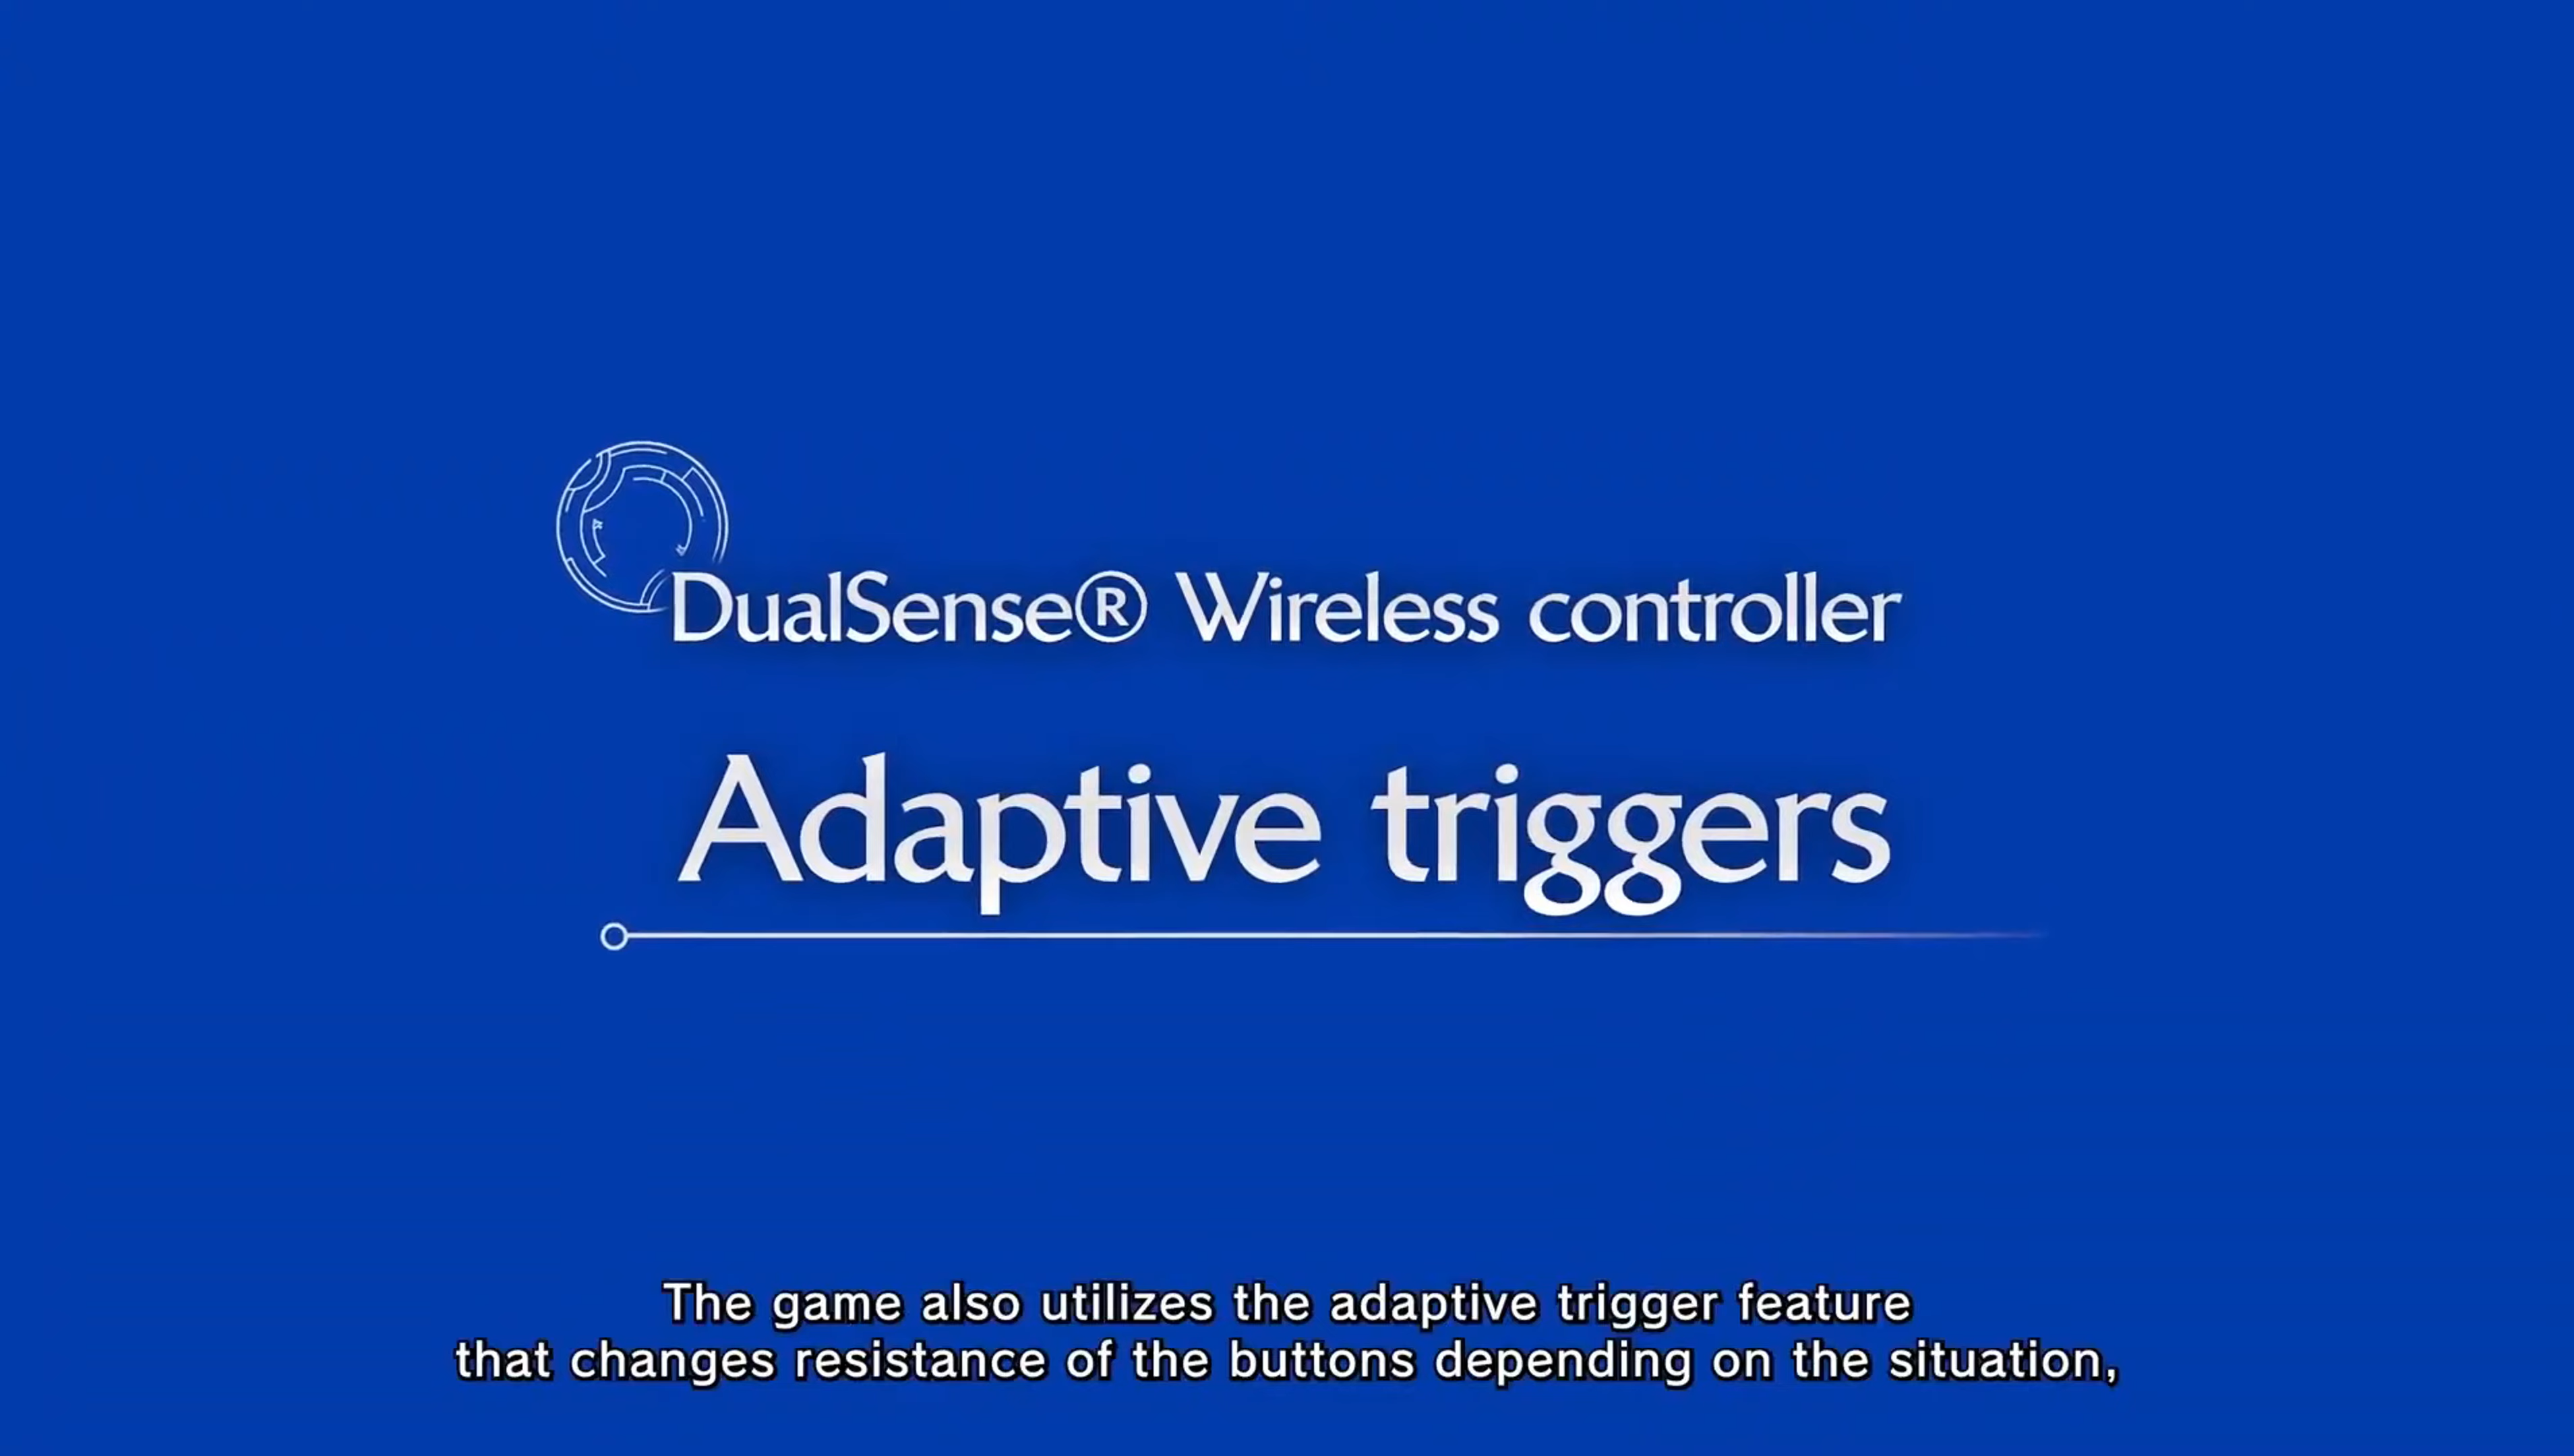 DualSense® Wireless controller
Adaptive triggers
The game also utilizes the adaptive trigger feature
that changes resistance of the buttons depending on the situation,